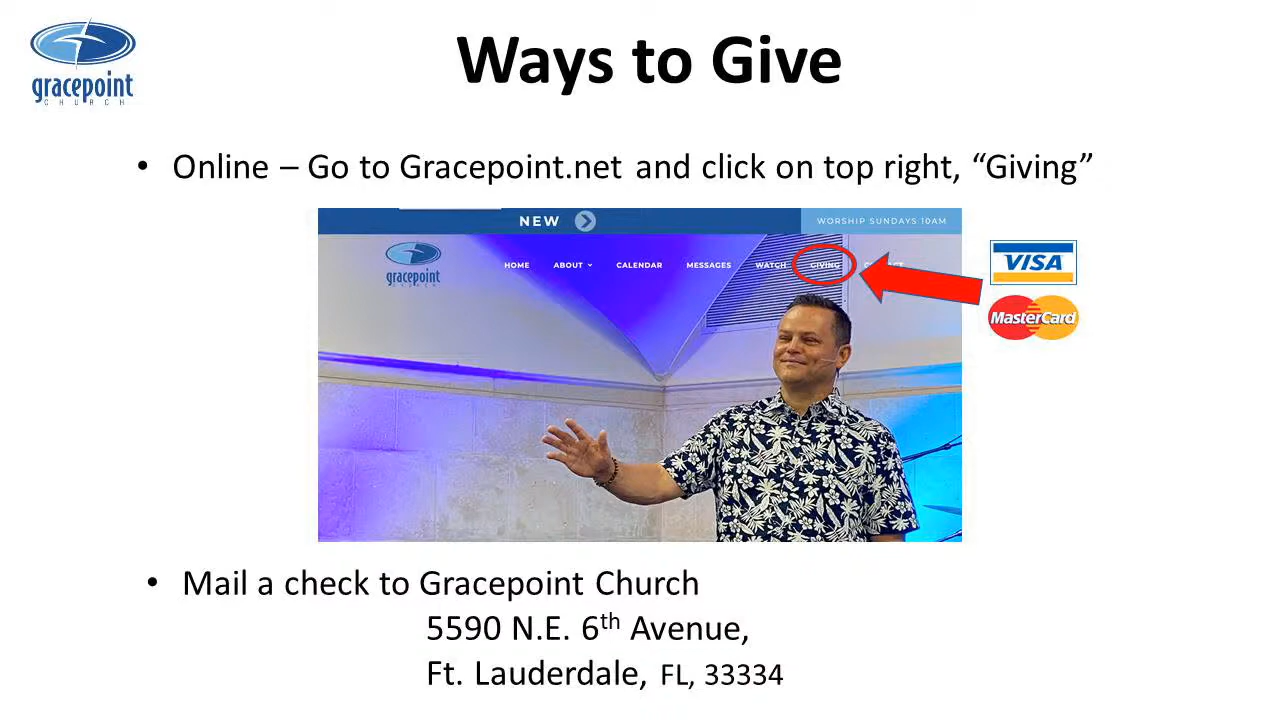 gracepoint
CHURCH
Ways to Give
• Online – Go to Gracepoint.net and click on top right, “Giving”
NEW
WORSHIP SUNDAYS 10AM
gracepoint
CHURCH
HOME ABOUT CALENDAR MESSAGES WATCH GIVING CONTACT
VISA
MasterCard
• Mail a check to Gracepoint Church
5590 N.E. 6th Avenue,
Ft. Lauderdale, FL, 33334